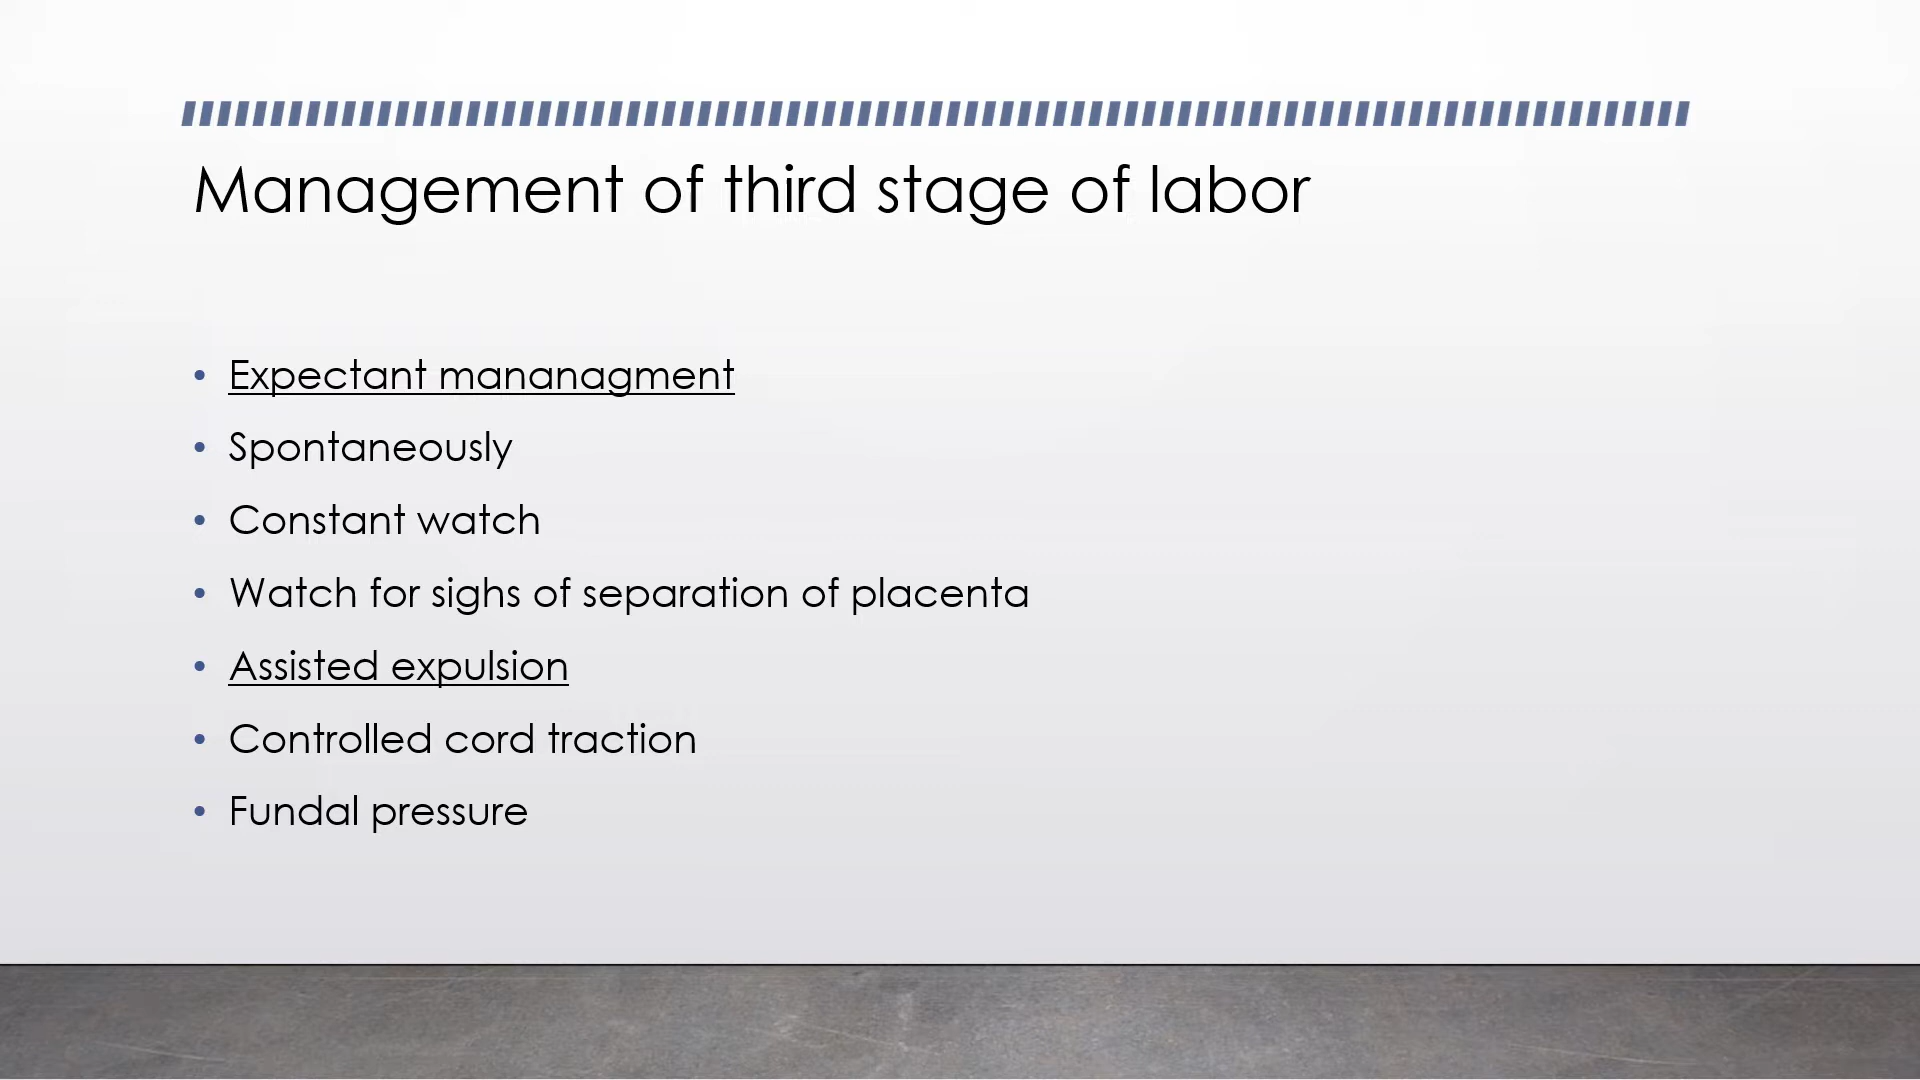 Management of third stage of labor
• Expectant mananagment
• Spontaneously
• Constant watch
• Watch for sighs of separation of placenta
• Assisted expulsion
• Controlled cord traction
• Fundal pressure